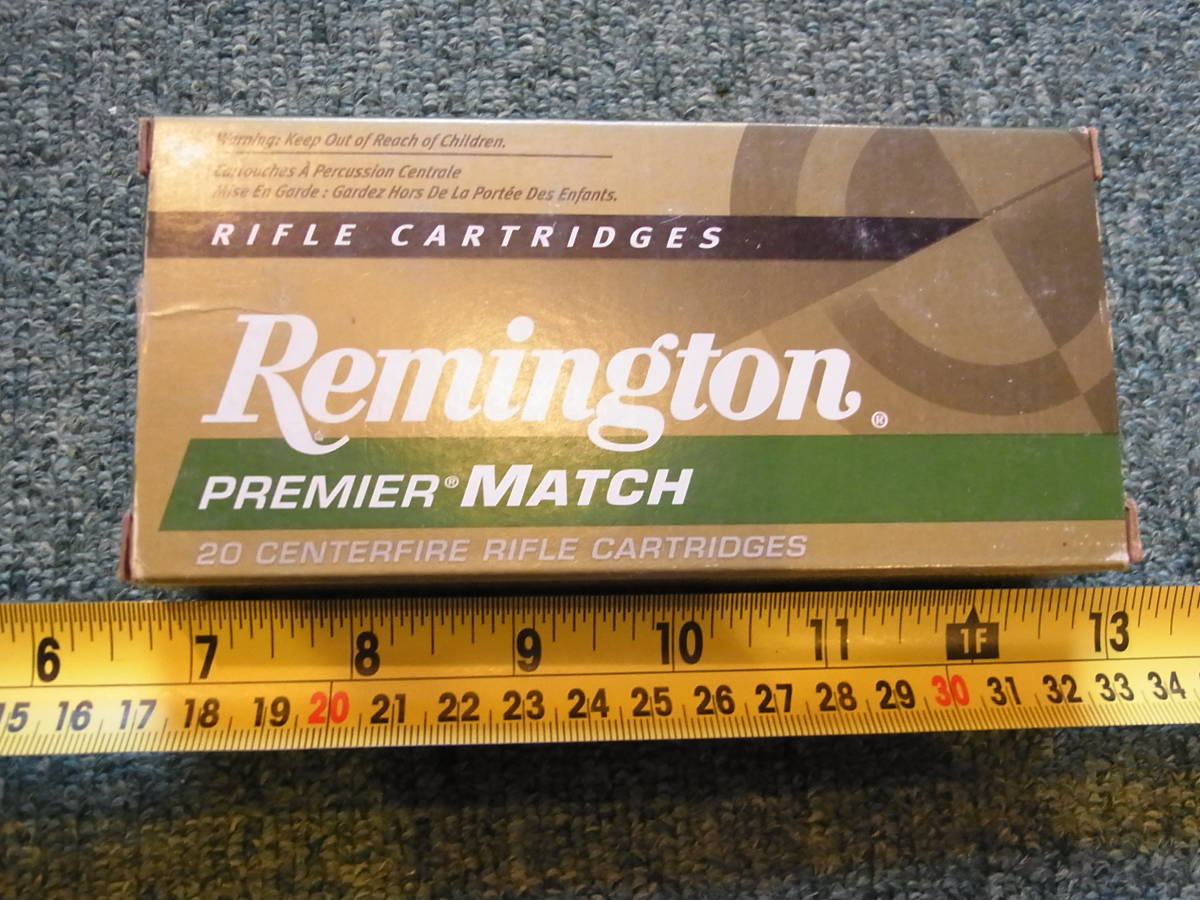 Warning: Keep Out of Reach of Children.
Cartouches À Percussion Centrale
Mise En Garde : Gardez Hors De La Portée Des Enfants.
RIFLE CARTRIDGES
Remington®
PREMIER® MATCH
20 CENTERFIRE RIFLE CARTRIDGES
6 7 8 9 10 11 1F 13
15 16 17 18 19 20 21 22 23 24 25 26 27 28 29 30 31 32 33 34